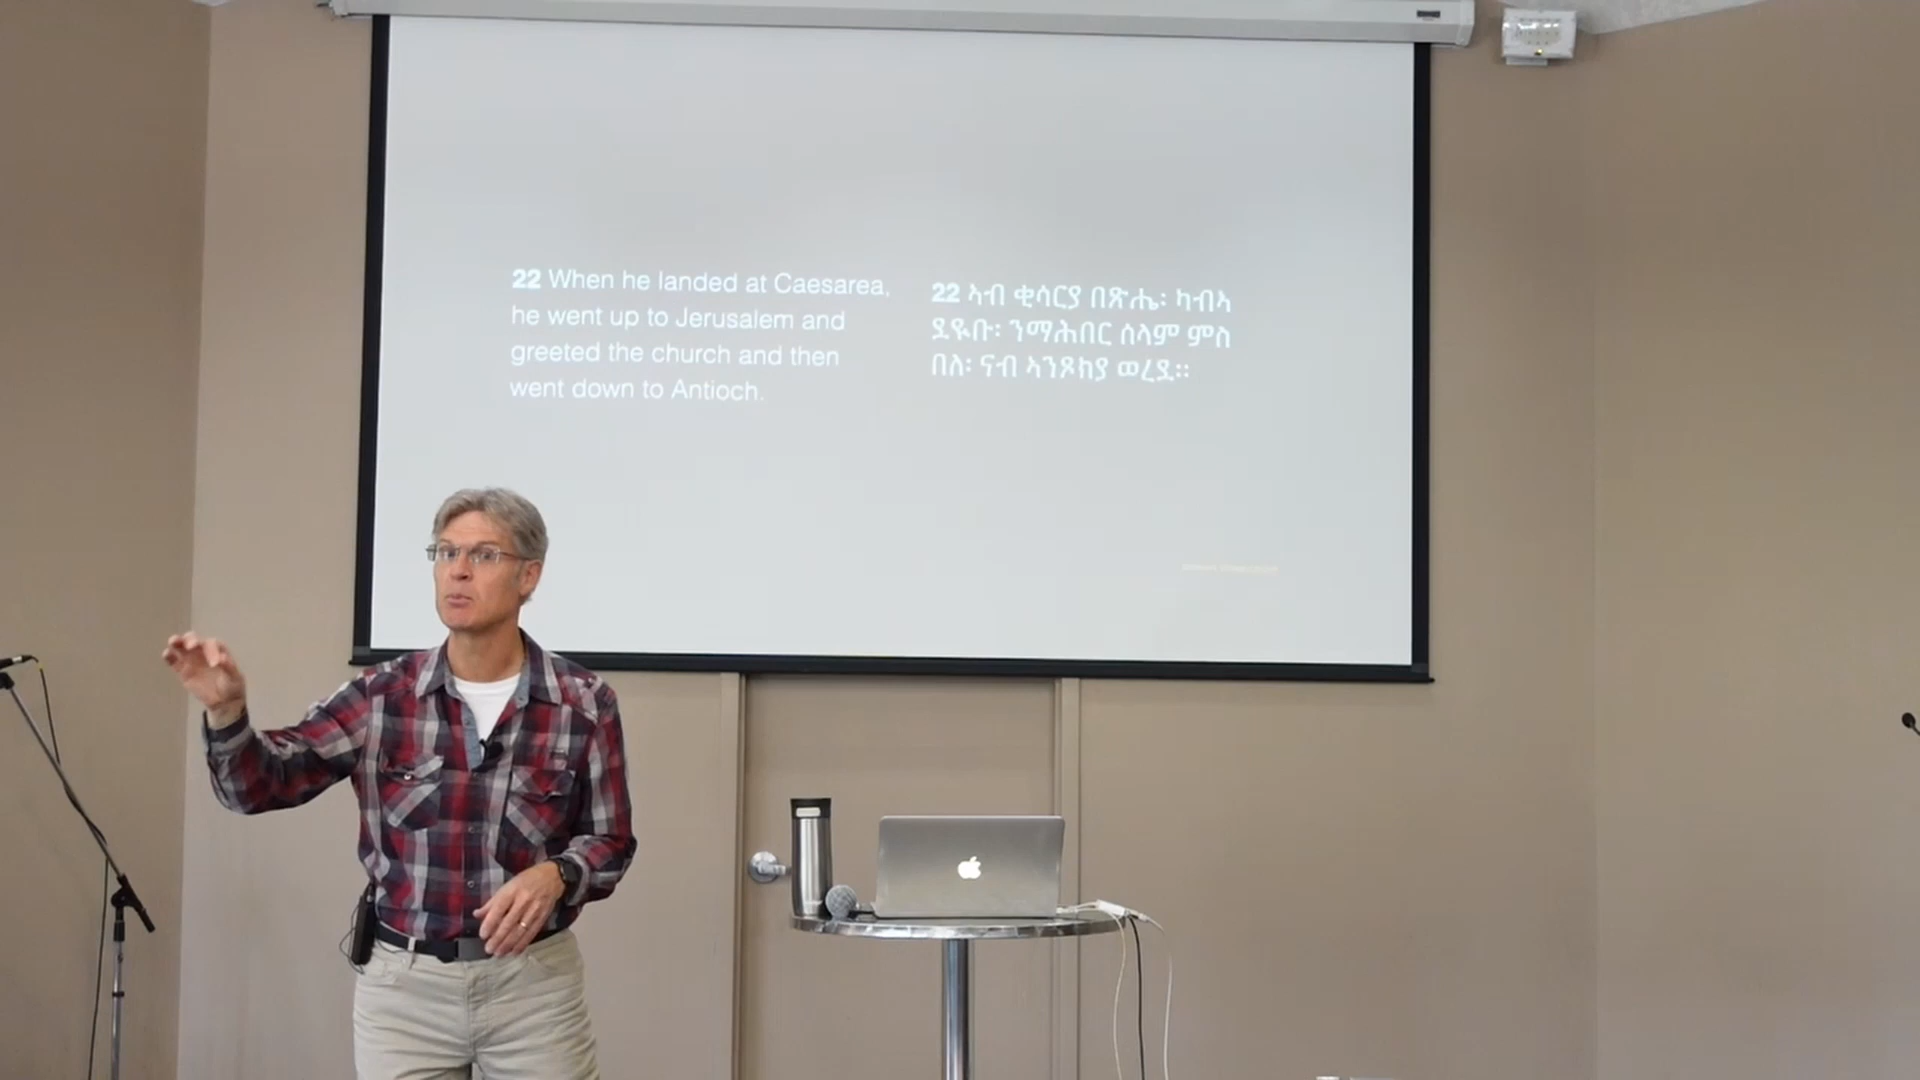 22 When he landed at Caesarea,
he went up to Jerusalem and
greeted the church and then
went down to Antioch.
22 ኣብ ቂሳርያ በጽሔ፡ ካብኣ
ደዪቡ፡ ንማሕበር ሰላም ምስ
በለ፡ ናብ ኣንጾክያ ወረደ።